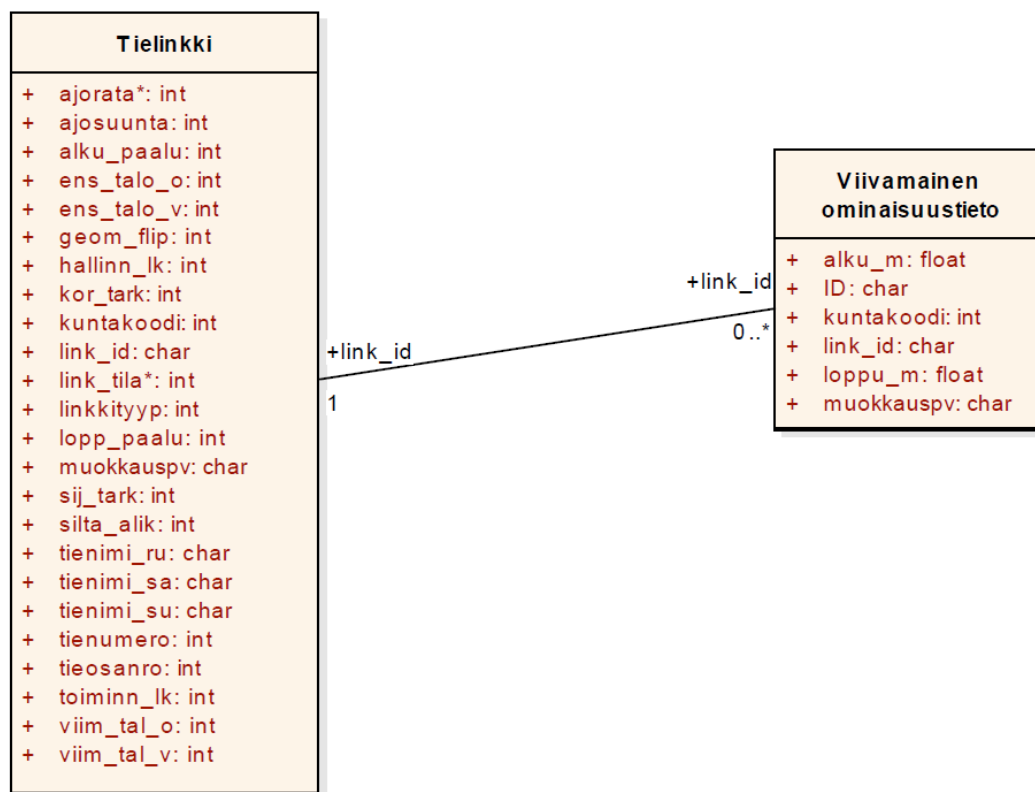 Tielinkki
+ ajorata*: int
+ ajosuunta: int
+ alku_paalu: int
+ ens_talo_o: int
+ ens_talo_v: int
+ geom_flip: int
+ hallinn_lk: int
+ kor_tark: int
+ kuntakoodi: int
+ link_id: char
+ link_tila*: int
+ linkkityyp: int
+ lopp_paalu: int
+ muokkauspv: char
+ sij_tark: int
+ silta_alik: int
+ tienimi_ru: char
+ tienimi_sa: char
+ tienimi_su: char
+ tienumero: int
+ tieosanro: int
+ toiminn_lk: int
+ viim_tal_o: int
+ viim_tal_v: int
+link_id
1
+link_id
0..*
Viivamainen
ominaisuustieto
+ alku_m: float
+ ID: char
+ kuntakoodi: int
+ link_id: char
+ loppu_m: float
+ muokkauspv: char